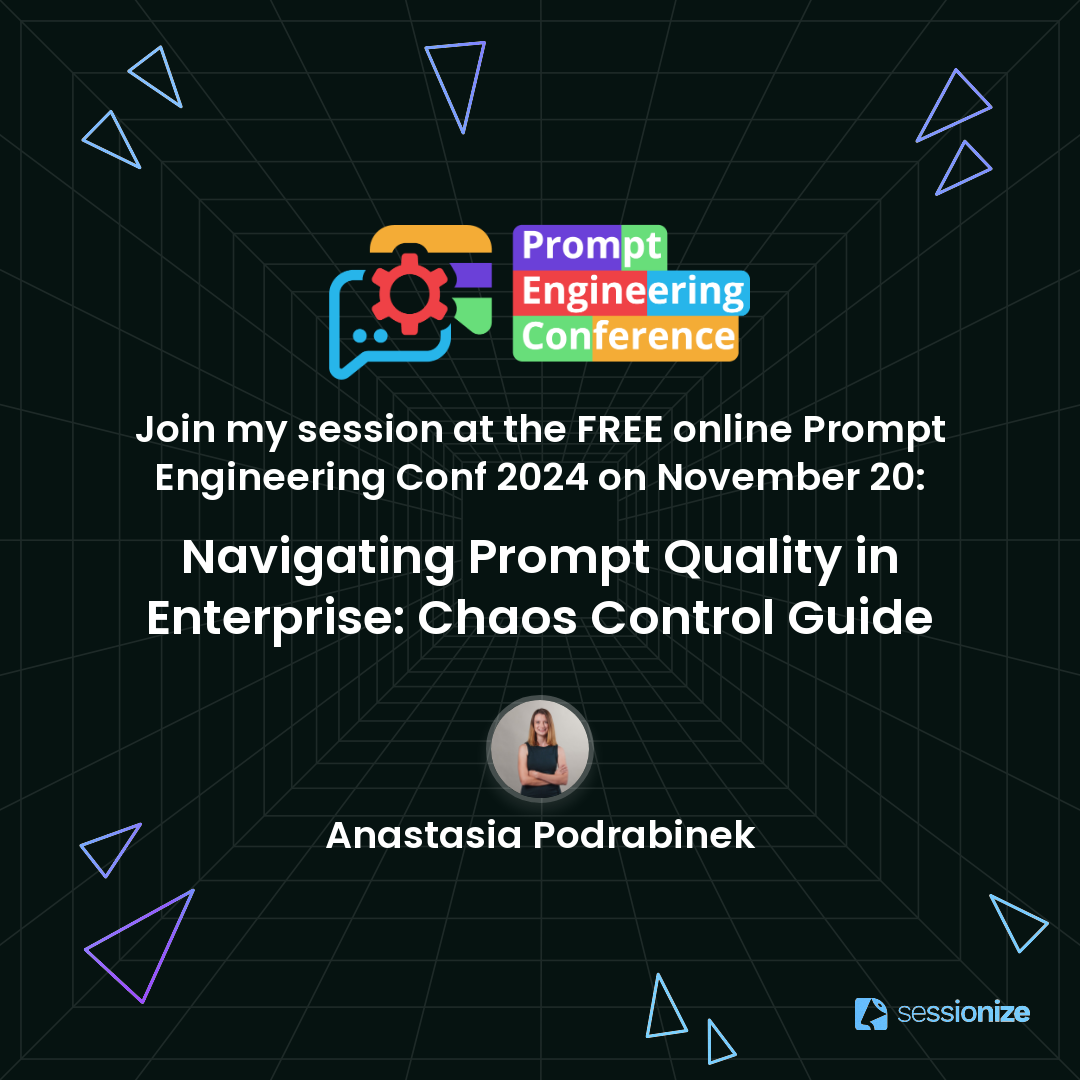 Prompt
Engineering
Conference
Join my session at the FREE online Prompt
Engineering Conf 2024 on November 20:
Navigating Prompt Quality in
Enterprise: Chaos Control Guide
Anastasia Podrabinek
sessionize